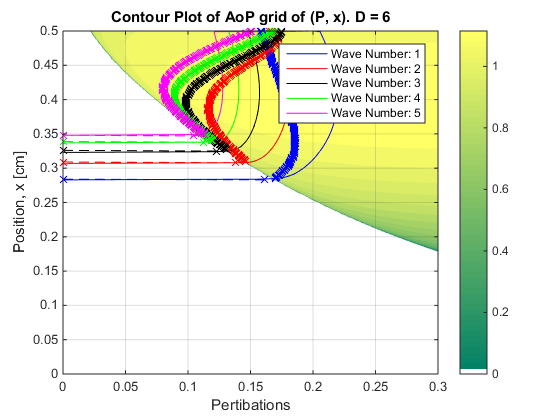 Contour Plot of AoP grid of (P, x). D = 6
Position, x [cm]
0.5
0.45
0.4
0.35
0.3
0.25
0.2
0.15
0.1
0.05
0
Wave Number: 1
Wave Number: 2
Wave Number: 3
Wave Number: 4
Wave Number: 5
0 0.05 0.1 0.15 0.2 0.25 0.3
Pertibations
1
0.8
0.6
0.4
0.2
0